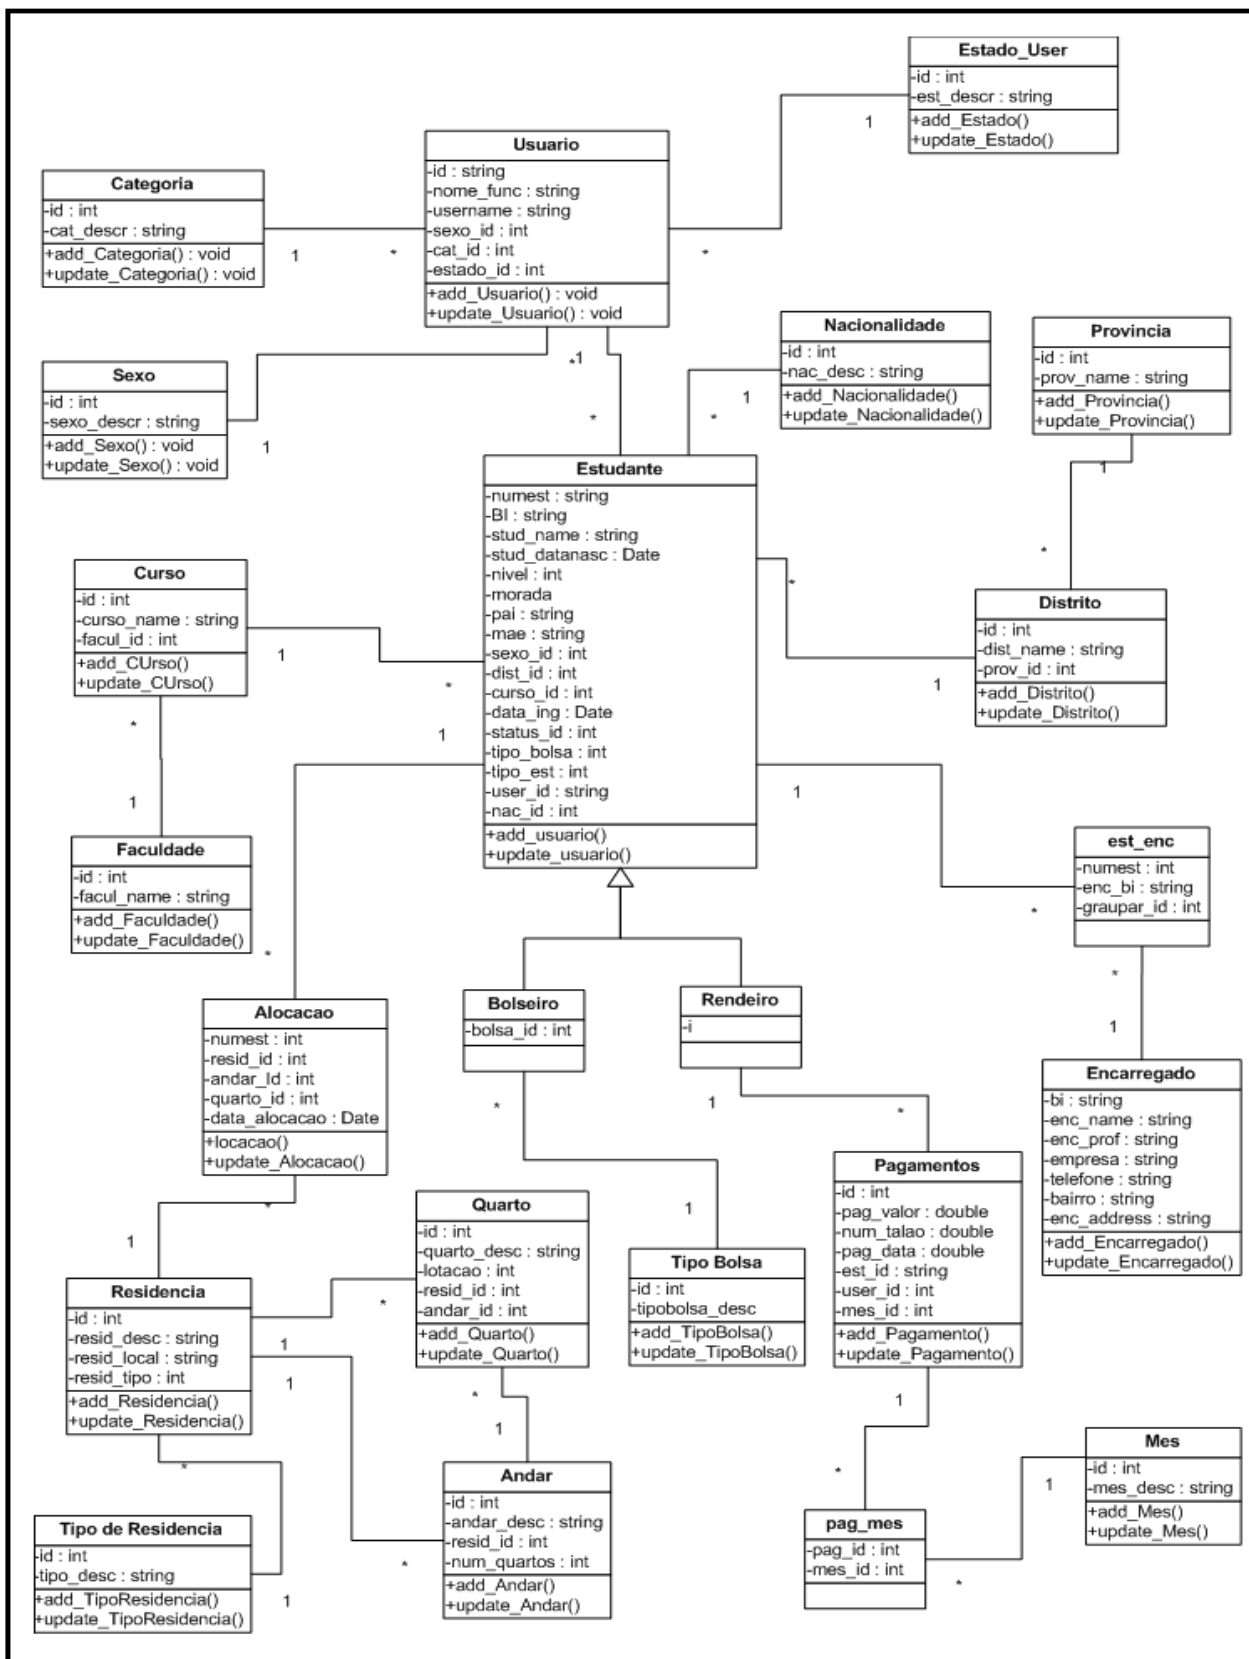 Estado_User
-id : int
-est_descr : string
+add_Estado()
+update_Estado()
1
*
Usuario
-id : string
-nome_func : string
-username : string
-sexo_id : int
-cat_id : int
-estado_id : int
+add_Usuario() : void
+update_Usuario() : void
Categoria
-id : int
-cat_descr : string
+add_Categoria() : void
+update_Categoria() : void
1
*
Sexo
-id : int
-sexo_descr : string
+add_Sexo() : void
+update_Sexo() : void
1
*
1
*
Nacionalidade
-id : int
-nac_desc : string
+add_Nacionalidade()
+update_Nacionalidade()
1
*
Provincia
-id : int
-prov_name : string
+add_Provincia()
+update_Provincia()
1
*
Estudante
-numest : string
-BI : string
-stud_name : string
-stud_datanasc : Date
-nivel : int
-morada
-pai : string
-mae : string
-sexo_id : int
-dist_id : int
-curso_id : int
-data_ing : Date
-status_id : int
-tipo_bolsa : int
-tipo_est : int
-user_id : string
-nac_id : int
+add_usuario()
+update_usuario()
Distrito
-id : int
-dist_name : string
-prov_id : int
+add_Distrito()
+update_Distrito()
*
1
Curso
-id : int
-curso_name : string
-facul_id : int
+add_CUrso()
+update_CUrso()
1
*
*
1
Faculdade
-id : int
-facul_name : string
+add_Faculdade()
+update_Faculdade()
1
*
1
*
est_enc
-numest : int
-enc_bi : string
-graupar_id : int
*
1
Alocacao
-numest : int
-resid_id : int
-andar_Id : int
-quarto_id : int
-data_alocacao : Date
+locacao()
+update_Alocacao()
Bolseiro
-bolsa_id : int
Rendeiro
-i
Encarregado
-bi : string
-enc_name : string
-enc_prof : string
-empresa : string
-telefone : string
-bairro : string
-enc_address : string
+add_Encarregado()
+update_Encarregado()
*
1
1
*
Pagamentos
-id : int
-pag_valor : double
-num_talao : double
-pag_data : double
-est_id : string
-user_id : int
-mes_id : int
+add_Pagamento()
+update_Pagamento()
*
1
Quarto
-id : int
-quarto_desc : string
-lotacao : int
-resid_id : int
-andar_id : int
+add_Quarto()
+update_Quarto()
Tipo Bolsa
-id : int
-tipobolsa_desc
+add_TipoBolsa()
+update_TipoBolsa()
Residencia
-id : int
-resid_desc : string
-resid_local : string
-resid_tipo : int
+add_Residencia()
+update_Residencia()
*
1
1
*
1
*
1
*
1
Andar
-id : int
-andar_desc : string
-resid_id : int
-num_quartos : int
+add_Andar()
+update_Andar()
*
Tipo de Residencia
-id : int
-tipo_desc : string
+add_TipoResidencia()
+update_TipoResidencia()
1
*
pag_mes
-pag_id : int
-mes_id : int
*
1
Mes
-id : int
-mes_desc : string
+add_Mes()
+update_Mes()